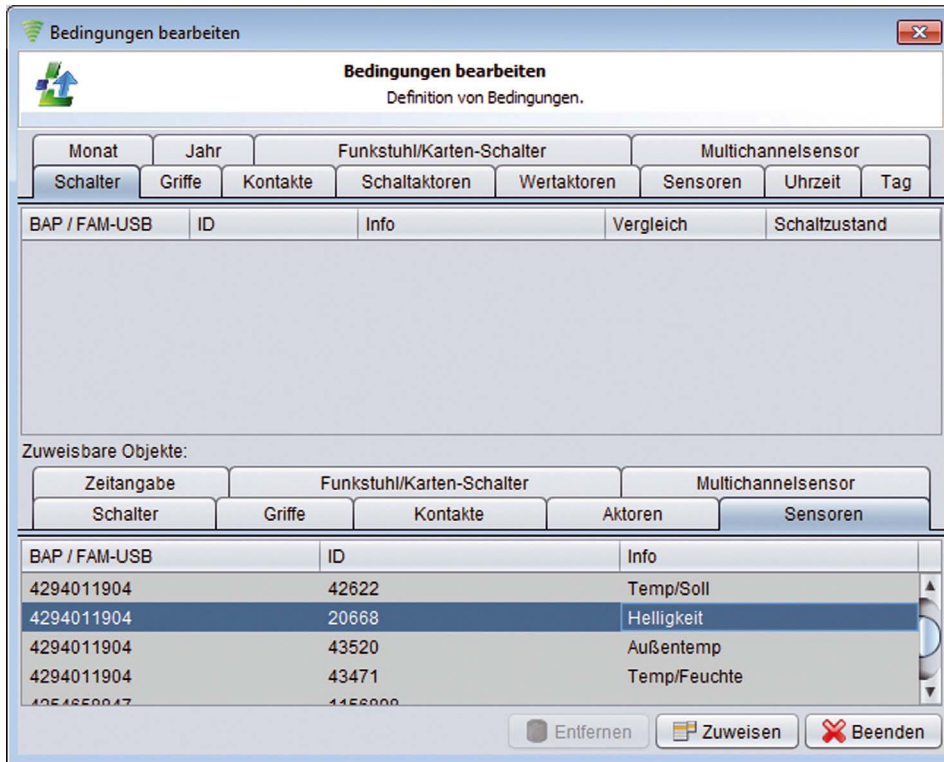 Bedingungen bearbeiten
Bedingungen bearbeiten
Definition von Bedingungen.
Monat Jahr Funkstuhl/Karten-Schalter Multichannelsensor
Schalter Griffe Kontakte Schaltaktoren Wertaktoren Sensoren Uhrzeit Tag
BAP / FAM-USB ID Info Vergleich Schaltzustand
Zuweisbare Objekte:
Zeitangabe Funkstuhl/Karten-Schalter Multichannelsensor
Schalter Griffe Kontakte Aktoren Sensoren
BAP / FAM-USB ID Info
4294011904 42622 Temp/Soll
4294011904 20668 Helligkeit
4294011904 43520 Außentemp
4294011904 43471 Temp/Feuchte
Entfernen Zuweisen Beenden